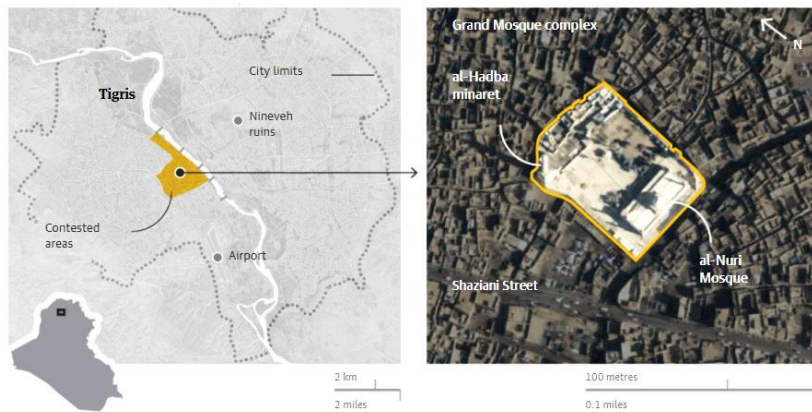 City limits
Tigris
Nineveh
ruins
Contested
areas
Airport
2 km
2 miles
Grand Mosque complex
N
al-Hadba
minaret
al-Nuri
Mosque
Shaziani Street
100 metres
0.1 miles